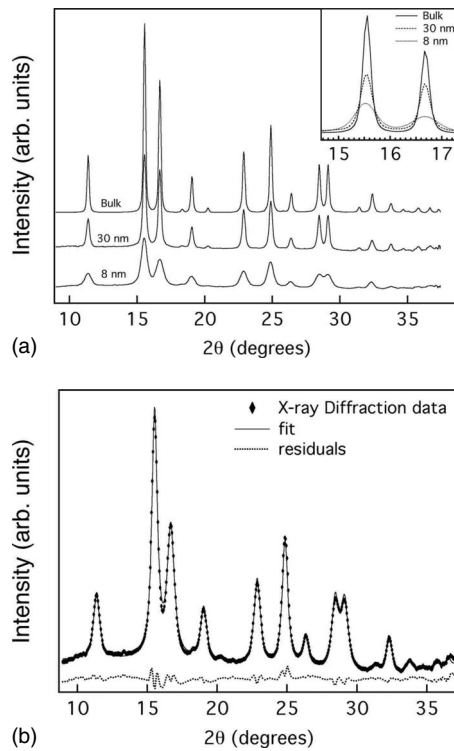 Intensity (arb. units)
Bulk
30 nm
8 nm
Bulk
30 nm
8 nm
15 16 17
10 15 20 25 30 35
2θ (degrees)
(a)
Intensity (arb. units)
X-ray Diffraction data
fit
residuals
10 15 20 25 30 35
2θ (degrees)
(b)